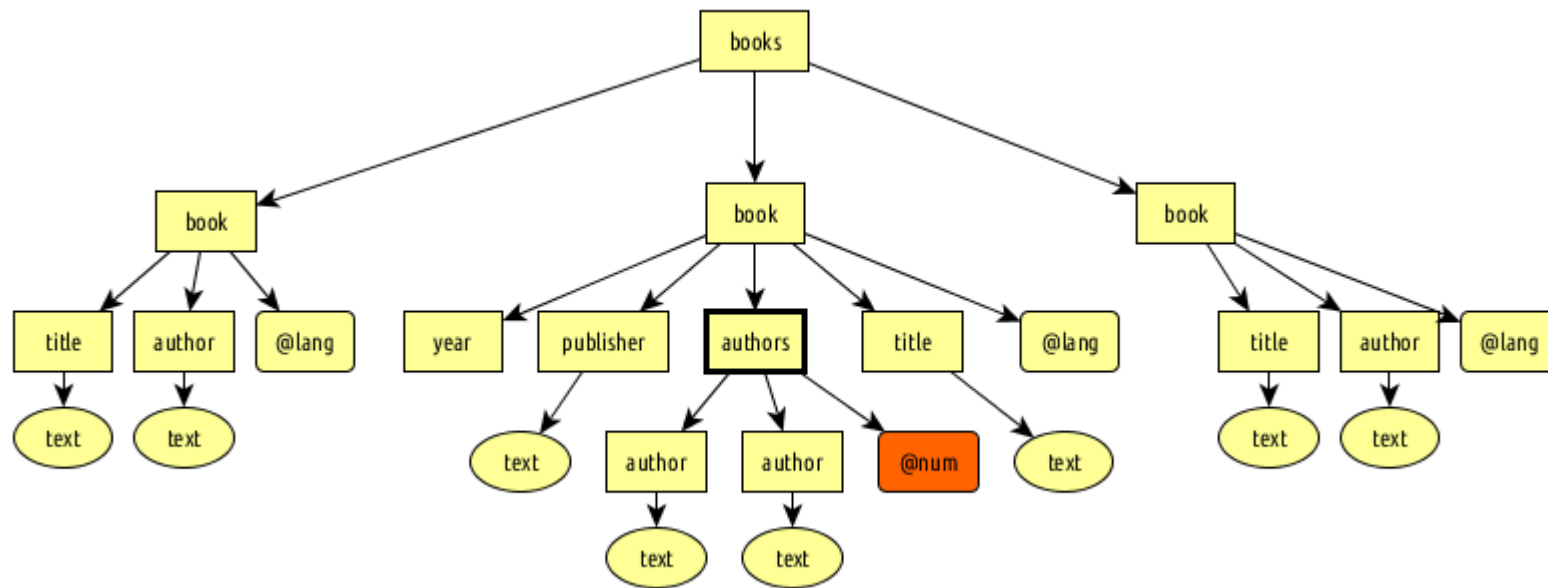 books
book
book
book
title
author
@lang
year
publisher
authors
title
@lang
title
author
@lang
text
text
text
author
author
@num
text
text
text
text
text